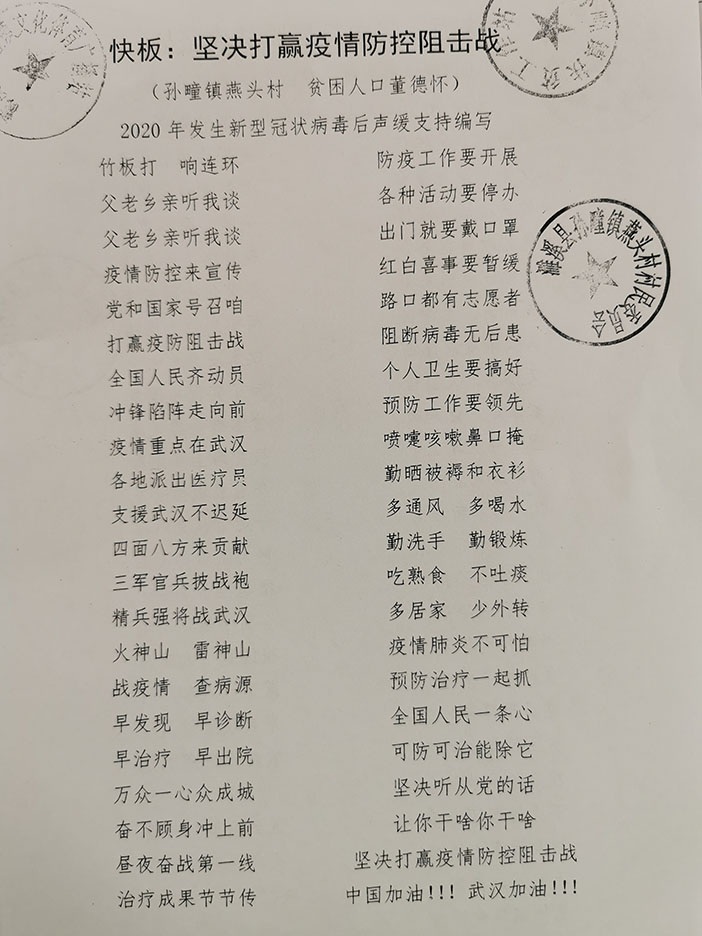 快板：坚决打赢疫情防控阻击战
（孙疃镇燕头村　贫困人口董德怀）
2020年发生新型冠状病毒后声缓支持编写
竹板打　响连环
父老乡亲听我谈
父老乡亲听我谈
疫情防控来宣传
党和国家号召咱
打赢疫防阻击战
全国人民齐动员
冲锋陷阵走向前
疫情重点在武汉
各地派出医疗员
支援武汉不迟延
四面八方来贡献
三军官兵披战袍
精兵强将战武汉
火神山　雷神山
战疫情　查病源
早发现　早诊断
早治疗　早出院
万众一心众成城
奋不顾身冲上前
昼夜奋战第一线
治疗成果节节传
防疫工作要开展
各种活动要停办
出门就要戴口罩
红白喜事要暂缓
路口都有志愿者
阻断病毒无后患
个人卫生要搞好
预防工作要领先
喷嚏咳嗽鼻口掩
勤晒被褥和衣衫
多通风　多喝水
勤洗手　勤锻炼
吃熟食　不吐痰
多居家　少外转
疫情肺炎不可怕
预防治疗一起抓
全国人民一条心
可防可治能除它
坚决听从党的话
让你干啥你干啥
坚决打赢疫情防控阻击战
中国加油!!! 武汉加油!!!
濉溪县孙疃镇燕头村村民委员会